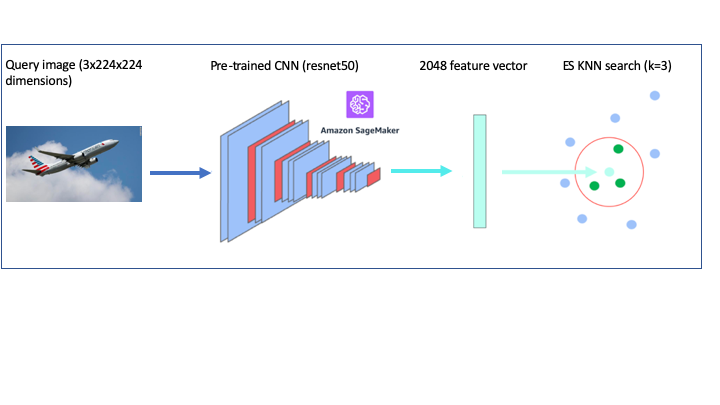 Query image (3x224x224
dimensions)
Pre-trained CNN (resnet50)
2048 feature vector
ES KNN search (k=3)
Amazon SageMaker